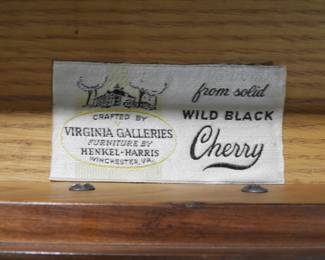 CRAFTED BY
VIRGINIA GALLERIES
FURNITURE BY
HENKEL-HARRIS
WINCHESTER, VA.
from solid
WILD BLACK
Cherry